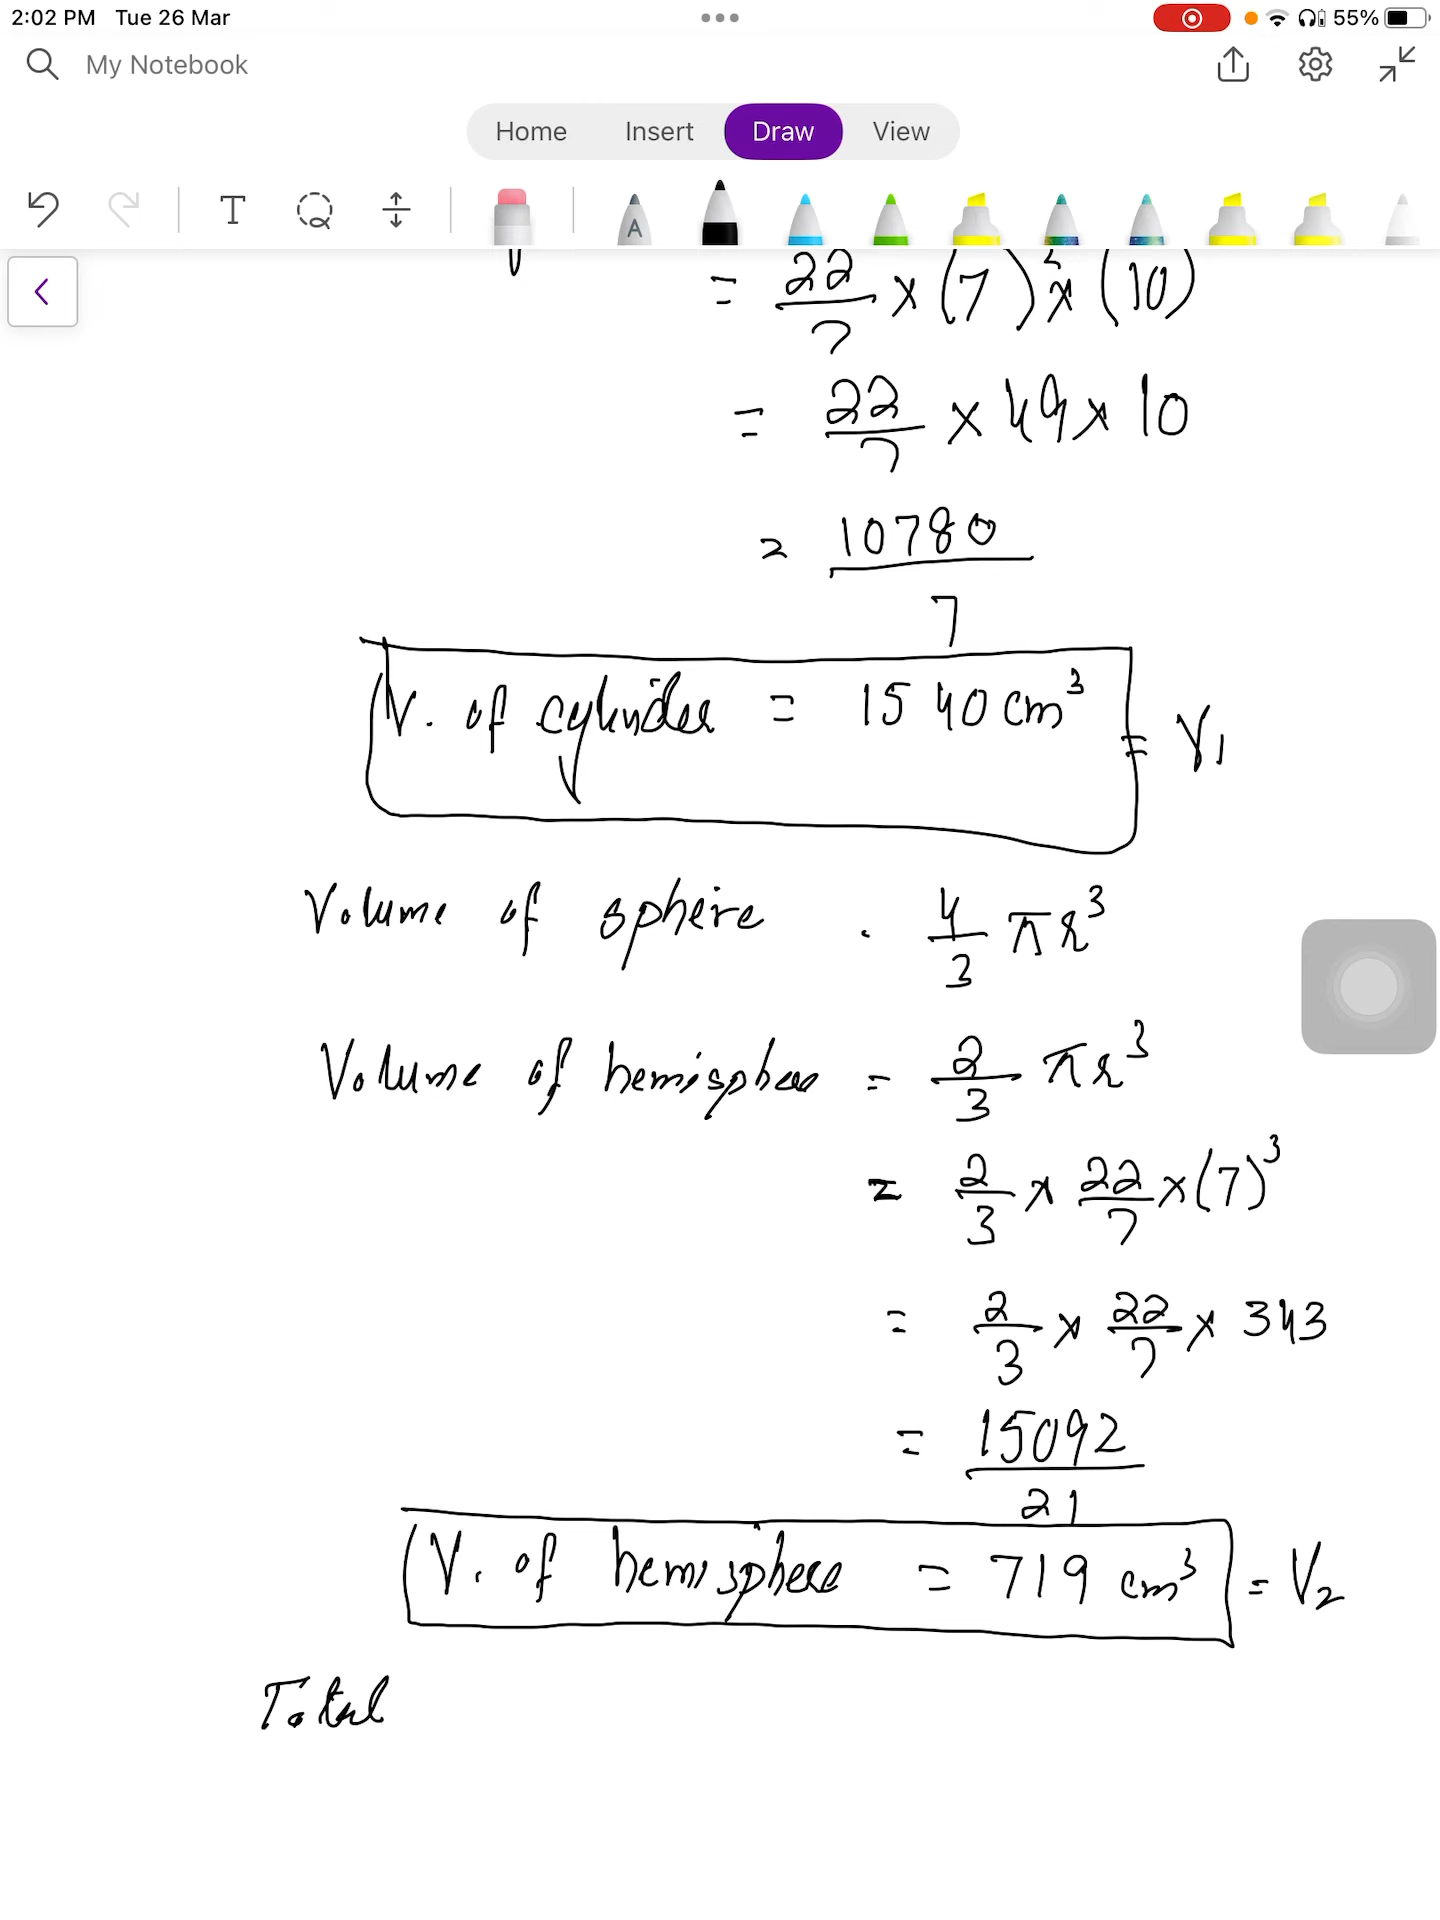 2:02 PM Tue 26 Mar 55%
My Notebook
Home Insert Draw View
T A
= 22/7 x (7)² x (10)
= 22/7 x 49 x 10
= 10780/7
V. of cylinder = 1540 cm³ = V₁
Volume of sphere . 4/3 πr³
Volume of hemisphere = 2/3 πr³
= 2/3 x 22/7 x (7)³
= 2/3 x 22/7 x 343
= 15092/21
V. of hemisphere = 719 cm³ = V₂
Total